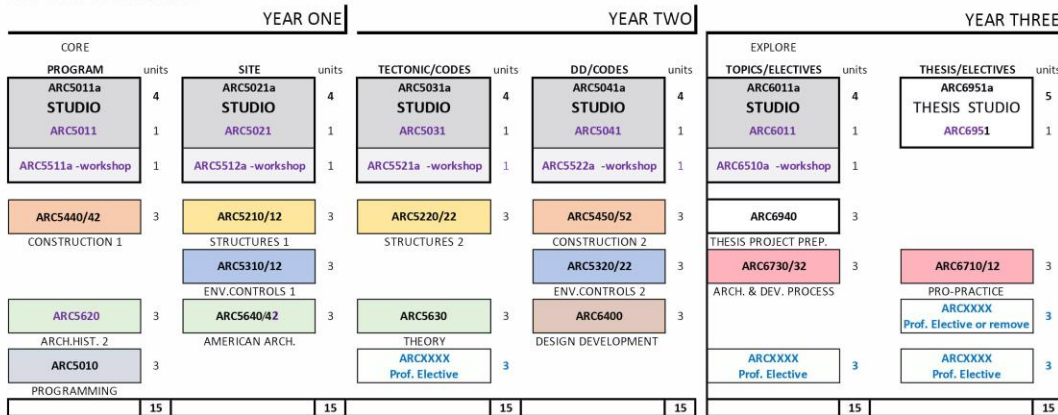 YEAR ONE
YEAR TWO
YEAR THREE
CORE
EXPLORE
PROGRAM units SITE units TECTONIC/CODES units DD/CODES units TOPICS/ELECTIVES units THESIS/ELECTIVES units
ARC5011a ARC5021a ARC5031a ARC5041a ARC6011a ARC6951a
STUDIO 4 STUDIO 4 STUDIO 4 STUDIO 4 STUDIO 4 THESIS STUDIO 5
ARC5011 1 ARC5021 1 ARC5031 1 ARC5041 1 ARC6011 1 ARC6951 1
ARC5511a -workshop 1 ARC5512a -workshop 1 ARC5521a -workshop 1 ARC5522a -workshop 1 ARC6510a -workshop 1
ARC5440/42 3 ARC5210/12 3 ARC5220/22 3 ARC5450/52 3 ARC6940 3
CONSTRUCTION 1 STRUCTURES 1 STRUCTURES 2 CONSTRUCTION 2 THESIS PROJECT PREP.
ARC5310/12 3 ARC5320/22 3 ARC6730/32 3 ARC6710/12 3
ENV.CONTROLS 1 ENV.CONTROLS 2 ARCH. & DEV. PROCESS PRO-PRACTICE
ARC5620 3 ARC5640/42 3 ARC5630 3 ARC6400 3 ARCXXXX 3
Prof. Elective or remove
ARCH.HIST. 2 AMERICAN ARCH. THEORY DESIGN DEVELOPMENT
ARC5010 3 ARCXXXX 3 ARCXXXX 3 ARCXXXX 3
Prof. Elective Prof. Elective Prof. Elective
PROGRAMMING
15 15 15 15 15 15